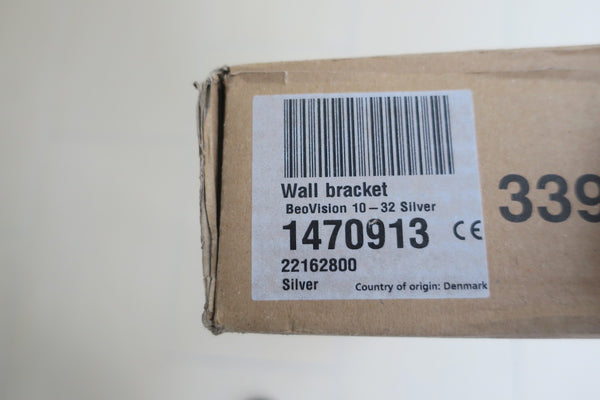 Wall bracket
BeoVision 10-32 Silver
1470913 CE
22162800
Silver
Country of origin: Denmark
339